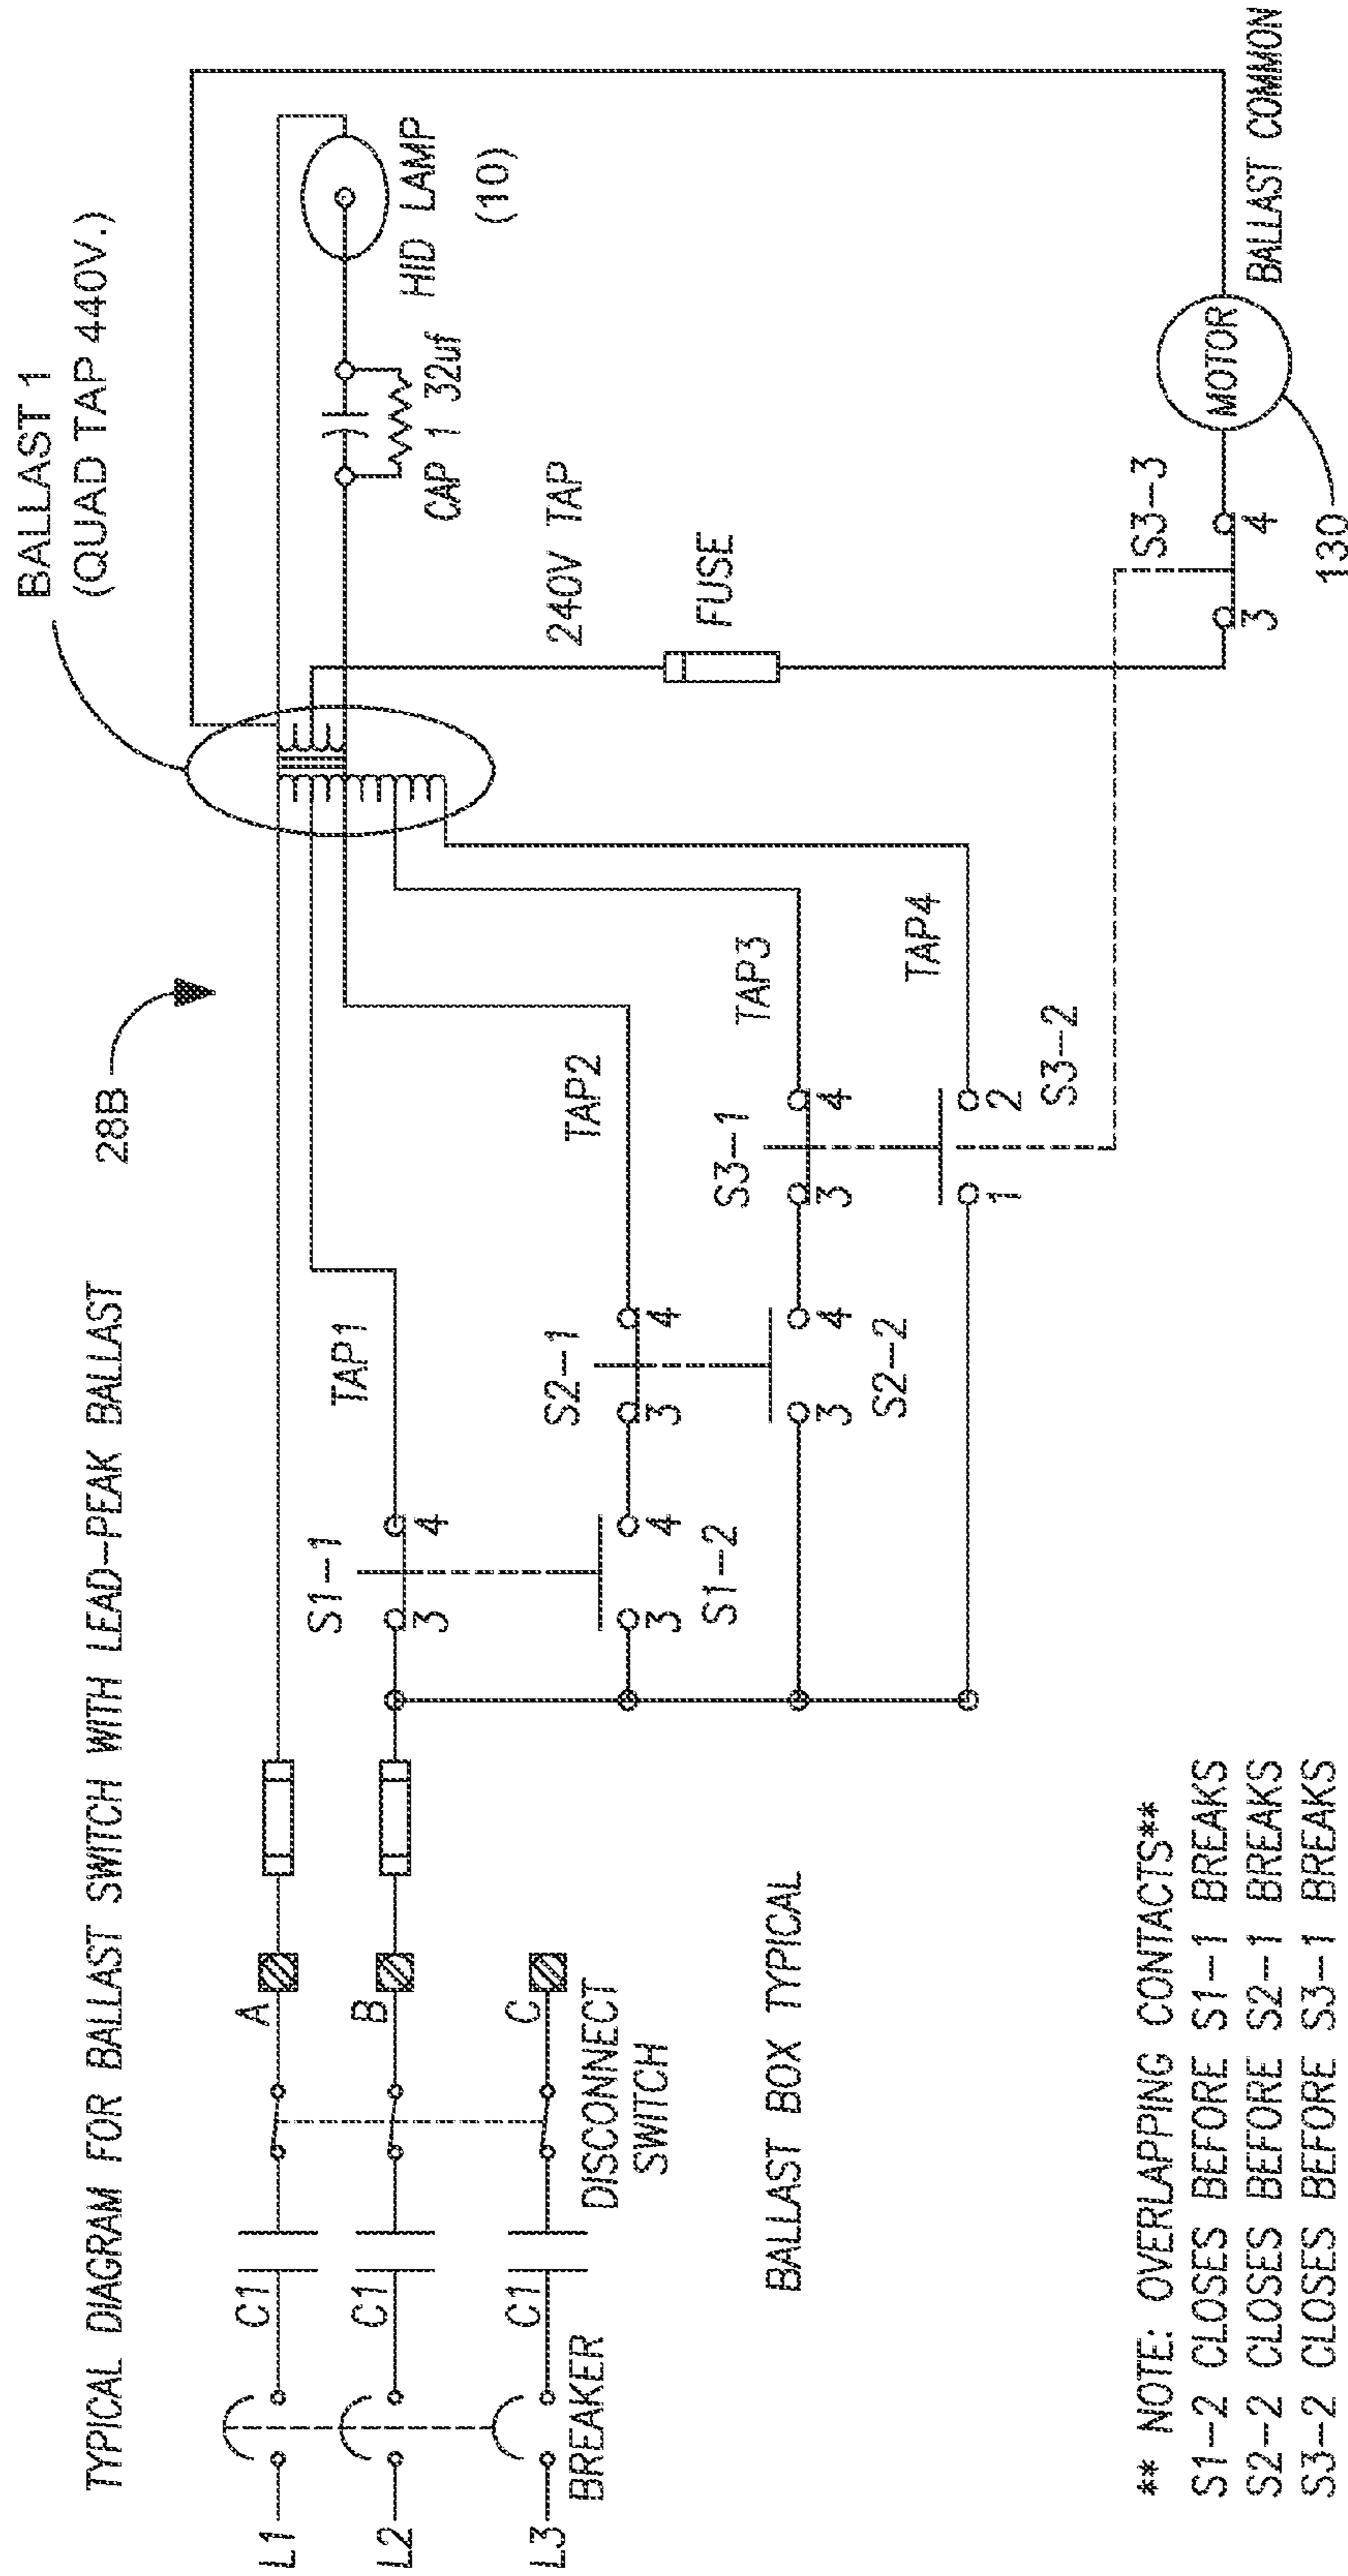 TYPICAL DIAGRAM FOR BALLAST SWITCH WITH LEAD-PEAK BALLAST
28B
BALLAST 1
(QUAD TAP 440V.)
L1
L2
L3
BREAKER
C1
C1
C1
DISCONNECT
SWITCH
A
B
C
S1-1
3
4
TAP1
S1-2
3
4
S2-1
3
4
TAP2
S2-2
3
4
S3-1
3
4
TAP3
S3-2
1
2
TAP4
240V TAP
FUSE
CAP 1 32uf
HID LAMP
(10)
S3-3
3
4
MOTOR
130
BALLAST COMMON
BALLAST BOX TYPICAL
** NOTE: OVERLAPPING CONTACTS**
S1-2 CLOSES BEFORE S1-1 BREAKS
S2-2 CLOSES BEFORE S2-1 BREAKS
S3-2 CLOSES BEFORE S3-1 BREAKS